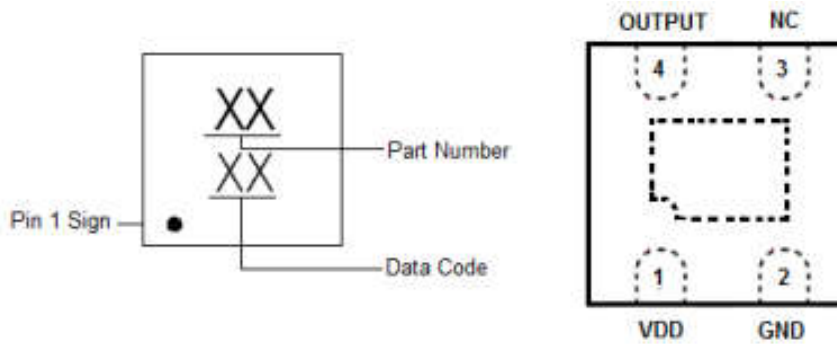 XX
Part Number
XX
Pin 1 Sign
Data Code
OUTPUT NC
4 3
1 2
VDD GND